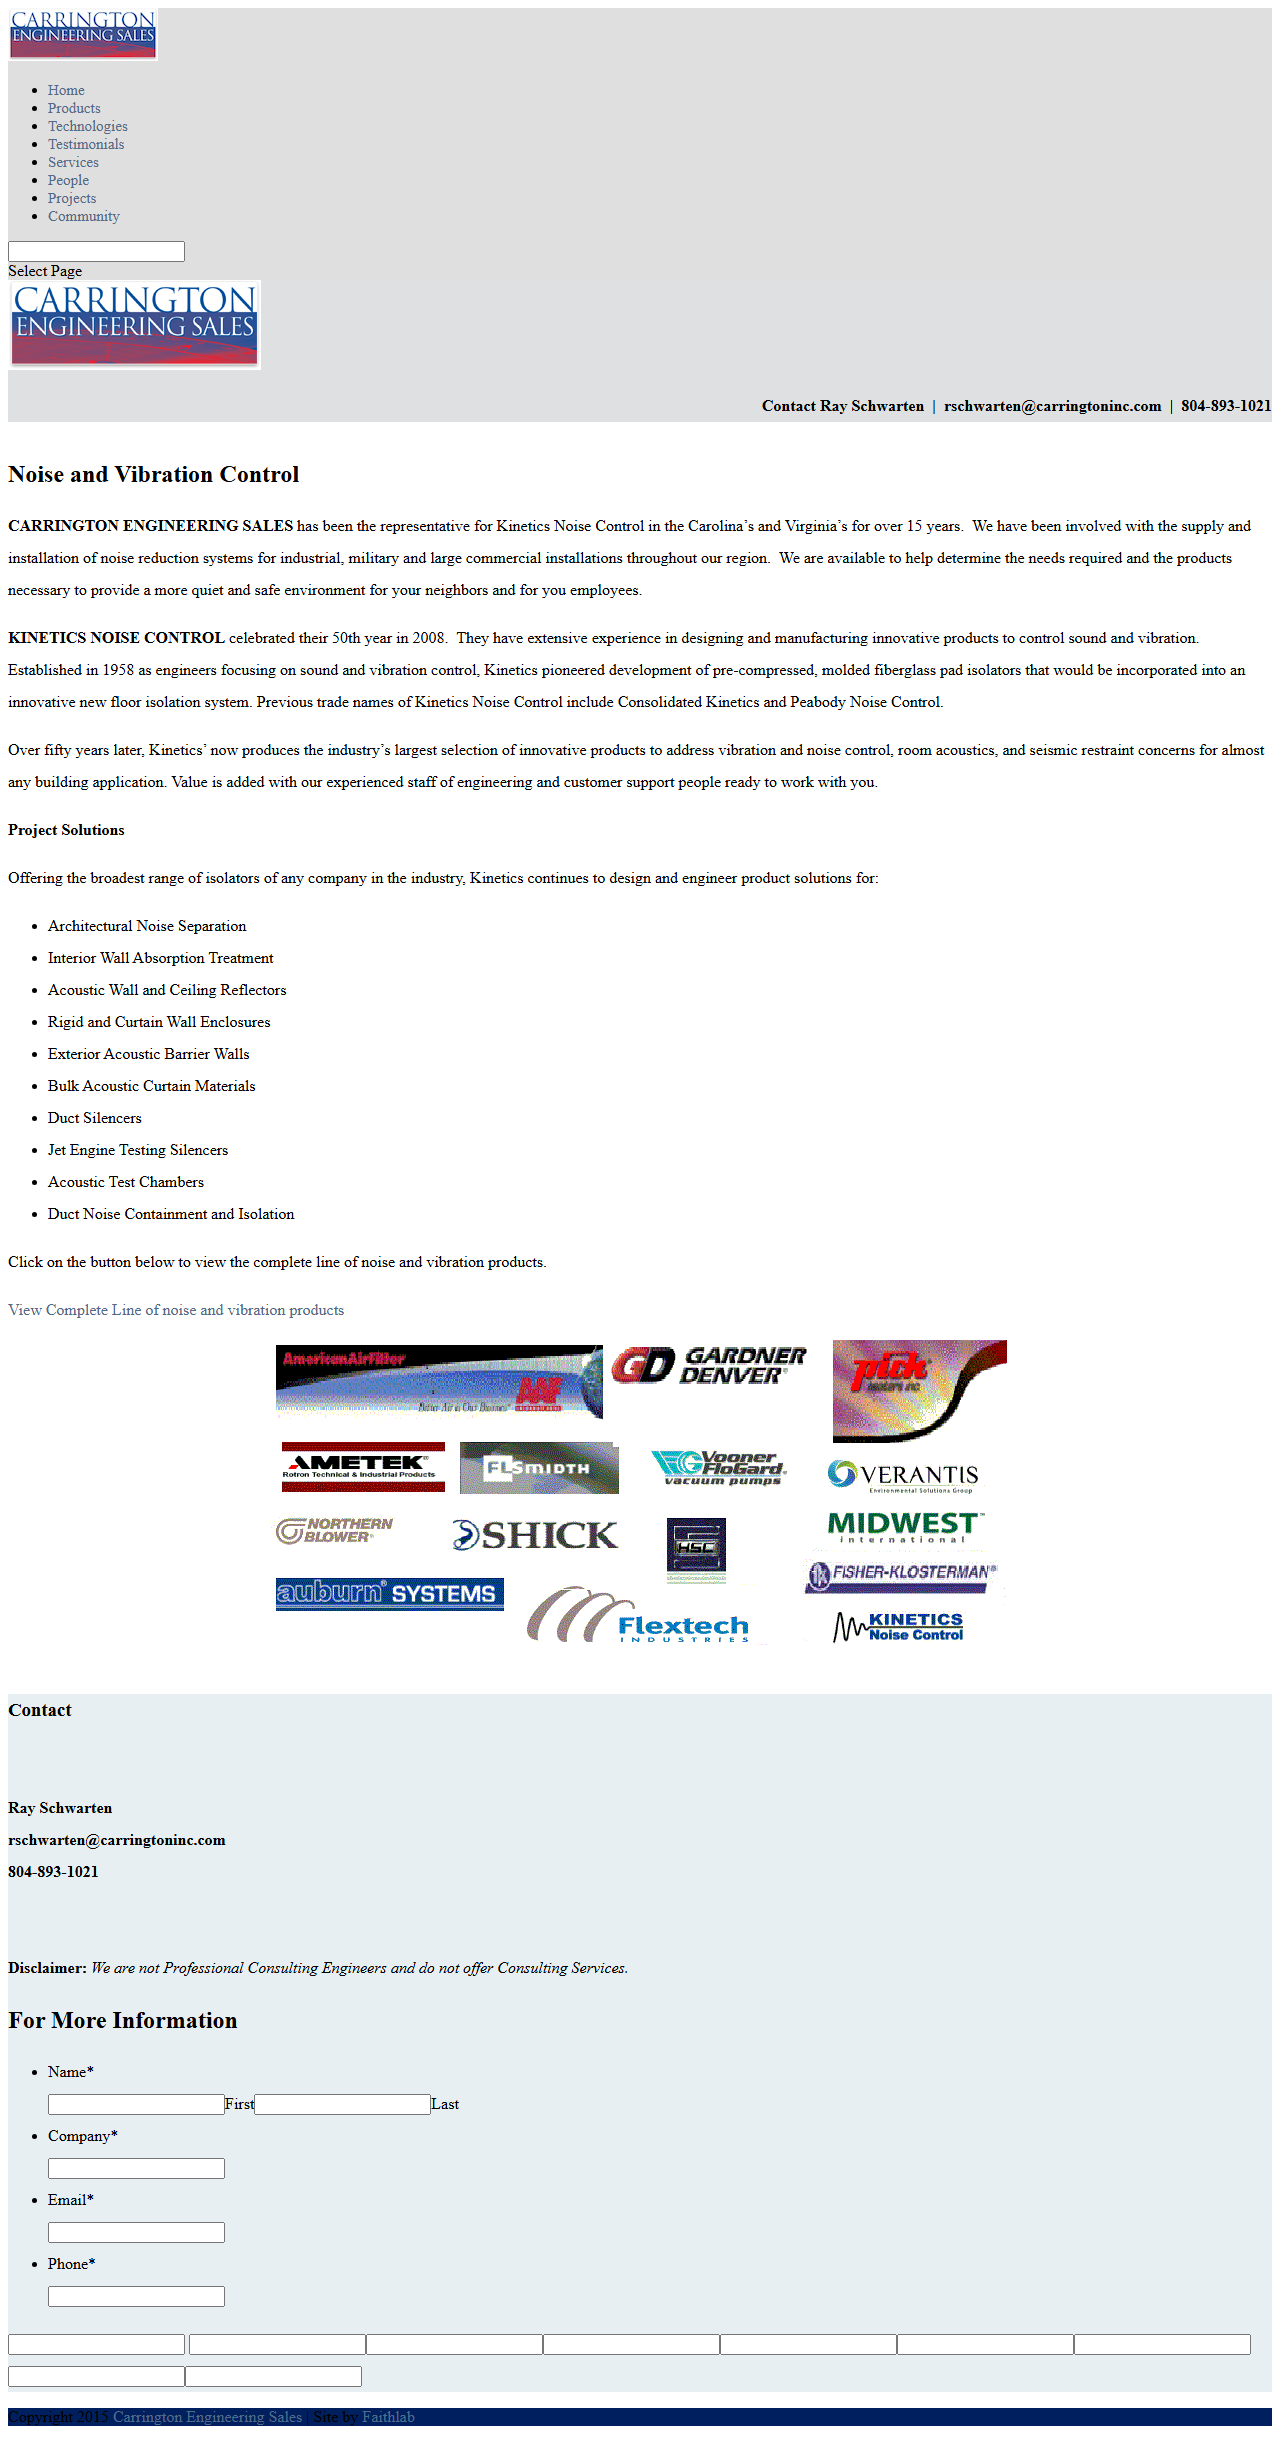 CARRINGTON
ENGINEERING SALES
Home
Products
Technologies
Testimonials
Services
People
Projects
Community
Select Page
CARRINGTON
ENGINEERING SALES
Contact Ray Schwarten | rschwarten@carringtoninc.com | 804-893-1021
Noise and Vibration Control
CARRINGTON ENGINEERING SALES has been the representative for Kinetics Noise Control in the Carolina’s and Virginia’s for over 15 years. We have been involved with the supply and
installation of noise reduction systems for industrial, military and large commercial installations throughout our region. We are available to help determine the needs required and the products
necessary to provide a more quiet and safe environment for your neighbors and for you employees.
KINETICS NOISE CONTROL celebrated their 50th year in 2008. They have extensive experience in designing and manufacturing innovative products to control sound and vibration.
Established in 1958 as engineers focusing on sound and vibration control, Kinetics pioneered development of pre-compressed, molded fiberglass pad isolators that would be incorporated into an
innovative new floor isolation system. Previous trade names of Kinetics Noise Control include Consolidated Kinetics and Peabody Noise Control.
Over fifty years later, Kinetics’ now produces the industry’s largest selection of innovative products to address vibration and noise control, room acoustics, and seismic restraint concerns for almost
any building application. Value is added with our experienced staff of engineering and customer support people ready to work with you.
Project Solutions
Offering the broadest range of isolators of any company in the industry, Kinetics continues to design and engineer product solutions for:
Architectural Noise Separation
Interior Wall Absorption Treatment
Acoustic Wall and Ceiling Reflectors
Rigid and Curtain Wall Enclosures
Exterior Acoustic Barrier Walls
Bulk Acoustic Curtain Materials
Duct Silencers
Jet Engine Testing Silencers
Acoustic Test Chambers
Duct Noise Containment and Isolation
Click on the button below to view the complete line of noise and vibration products.
View Complete Line of noise and vibration products
AmericanAirFilter
AAF
GD GARDNER
DENVER®
pick
AMETEK®
Rotron Technical & Industrial Products
FLSMIDTH
Vooner
FloGard
vacuum pumps
VERANTIS
Environmental Solutions Group
NORTHERN
BLOWER®
SHICK
HSC
MIDWEST™
international
FISHER-KLOSTERMAN®
auburn® SYSTEMS
Flextech
INDUSTRIES
KINETICS
Noise Control
Contact
Ray Schwarten
rschwarten@carringtoninc.com
804-893-1021
Disclaimer: We are not Professional Consulting Engineers and do not offer Consulting Services.
For More Information
Name*
First Last
Company*
Email*
Phone*
Copyright 2015 Carrington Engineering Sales | Site by Faithlab